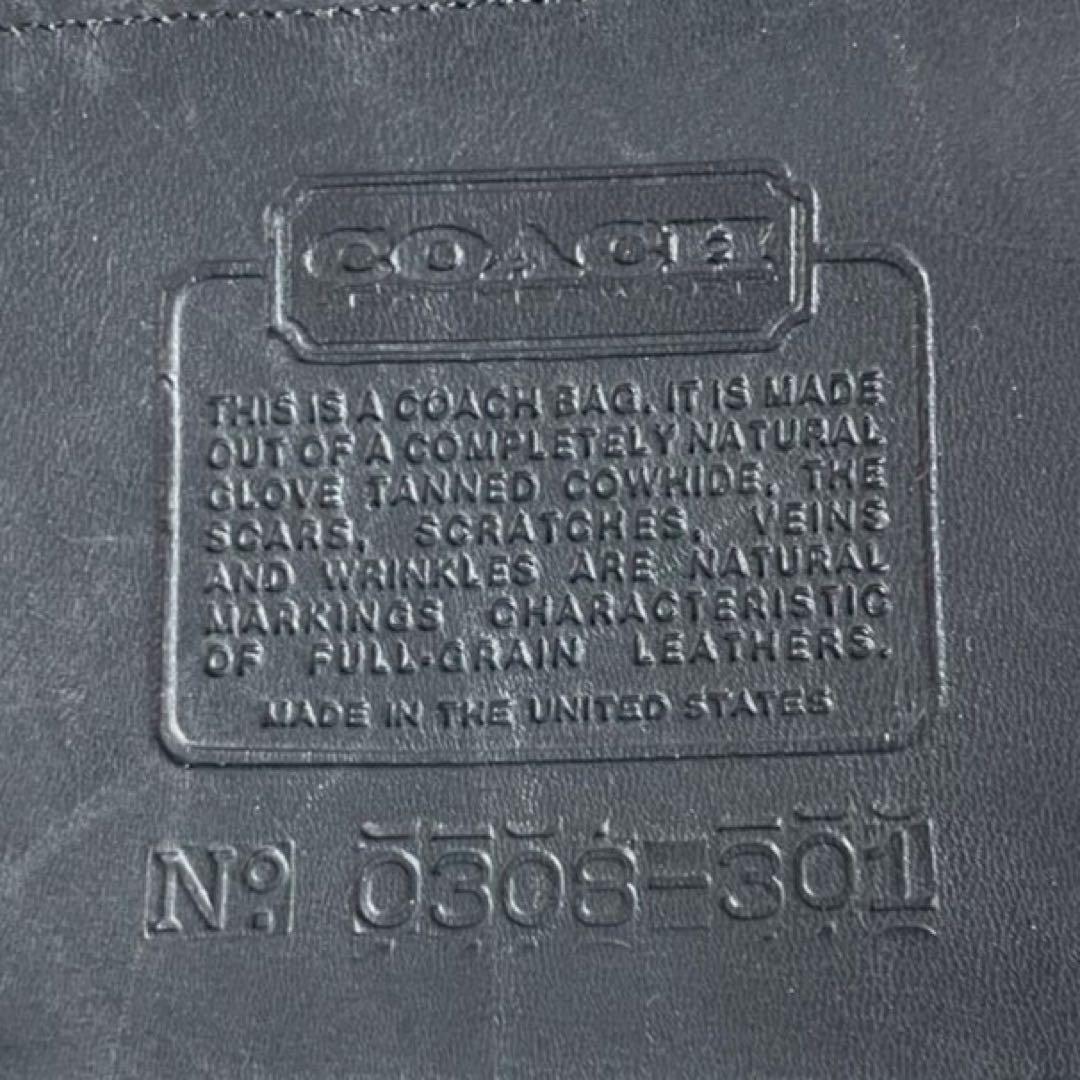 COACH
THIS IS A COACH BAG. IT IS MADE
OUT OF A COMPLETELY NATURAL
GLOVE TANNED COWHIDE. THE
SCARS, SCRATCHES, VEINS
AND WRINKLES ARE NATURAL
MARKINGS CHARACTERISTIC
OF FULL-GRAIN LEATHERS.
MADE IN THE UNITED STATES
No. 0308-301